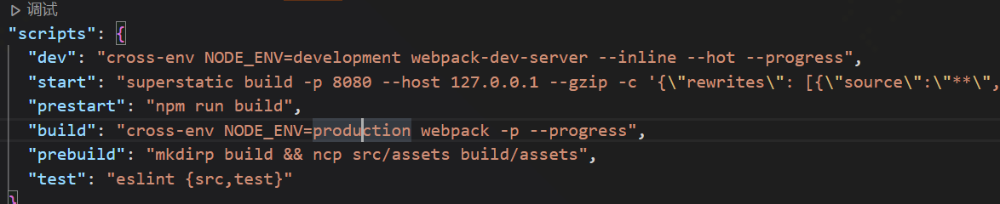 调试
"scripts": {
"dev": "cross-env NODE_ENV=development webpack-dev-server --inline --hot --progress",
"start": "superstatic build -p 8080 --host 127.0.0.1 --gzip -c '{\"rewrites\": [{\"source\":\"**\",
"prestart": "npm run build",
"build": "cross-env NODE_ENV=production webpack -p --progress",
"prebuild": "mkdirp build && ncp src/assets build/assets",
"test": "eslint {src,test}"
}